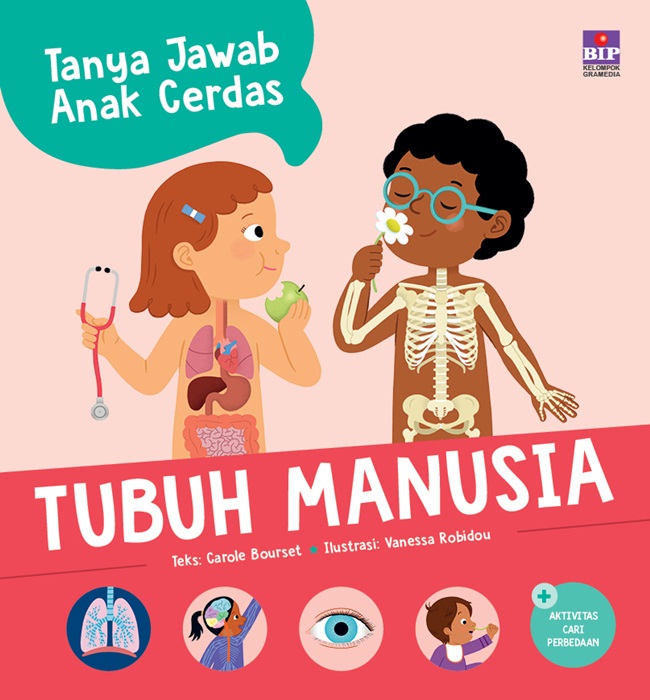 Tanya Jawab
Anak Cerdas
BIP
KELOMPOK
GRAMEDIA
TUBUH MANUSIA
Teks: Carole Bourset • Ilustrasi: Vanessa Robidou
+
AKTIVITAS
CARI
PERBEDAAN